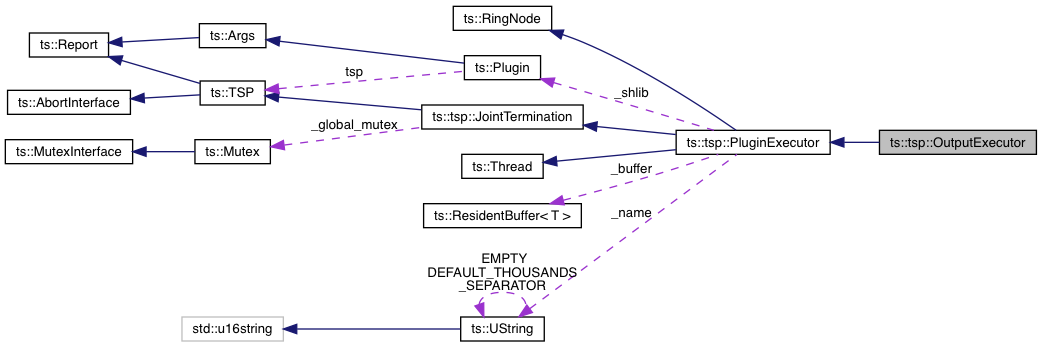 ts::RingNode
ts::Args
ts::Report
ts::Plugin
tsp
ts::TSP
_shlib
ts::AbortInterface
ts::tsp::JointTermination
_global_mutex
ts::tsp::PluginExecutor
ts::tsp::OutputExecutor
ts::MutexInterface
ts::Mutex
ts::Thread
_buffer
ts::ResidentBuffer< T >
_name
EMPTY
DEFAULT_THOUSANDS
_SEPARATOR
std::u16string
ts::UString